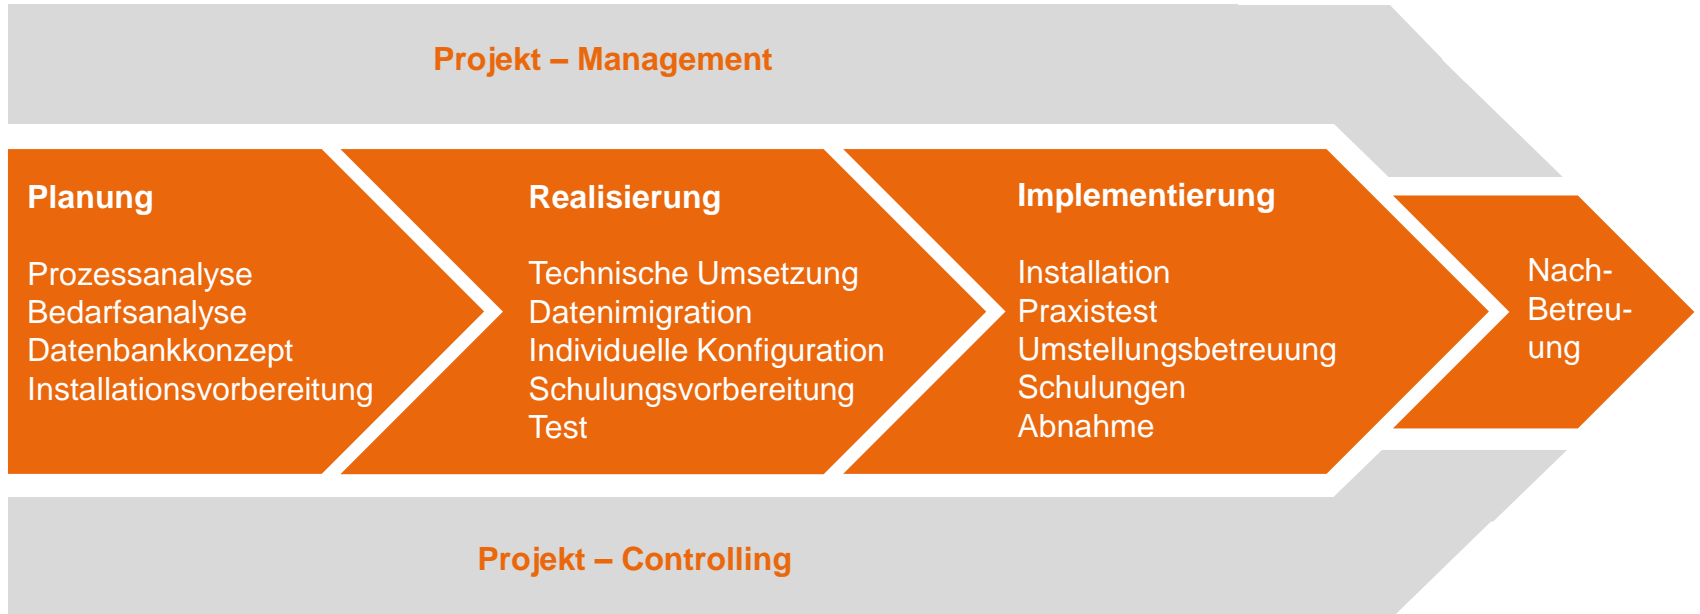 Projekt – Management
Planung
Prozessanalyse
Bedarfsanalyse
Datenbankkonzept
Installationsvorbereitung
Realisierung
Technische Umsetzung
Datenimigration
Individuelle Konfiguration
Schulungsvorbereitung
Test
Implementierung
Installation
Praxistest
Umstellungsbetreuung
Schulungen
Abnahme
Nach-
Betreu-
ung
Projekt – Controlling